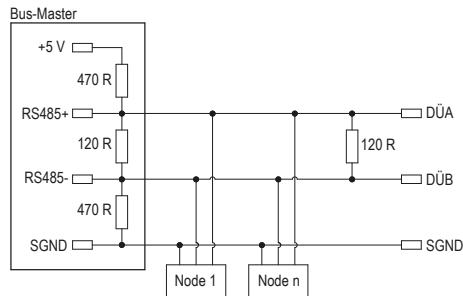 Bus-Master
+5 V
470 R
RS485+
DÜA
120 R
120 R
RS485-
DÜB
470 R
SGND
SGND
Node 1
Node n